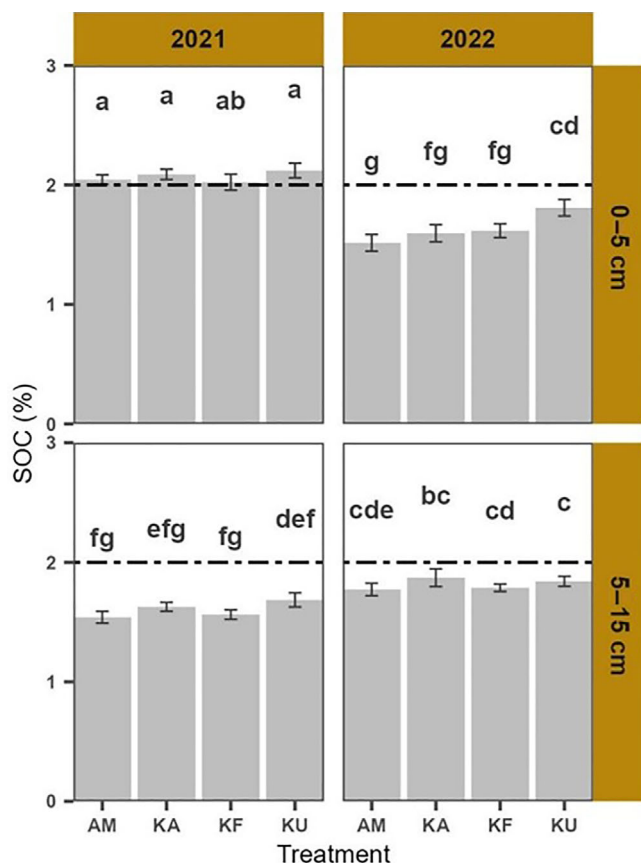 2021
2022
3
2
1
0
a
a
ab
a
g
fg
fg
cd
0–5 cm
SOC (%)
3
2
1
0
fg
efg
fg
def
cde
bc
cd
c
5–15 cm
AM
KA
KF
KU
AM
KA
KF
KU
Treatment